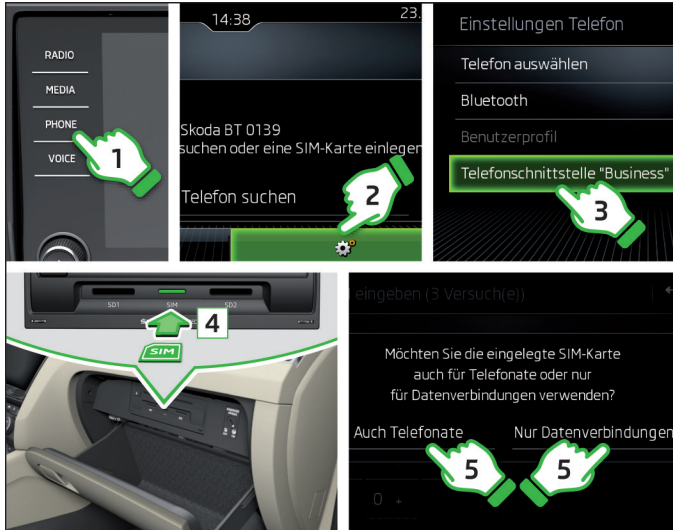 RADIO
MEDIA
PHONE
VOICE
1
14:38
23.
Skoda BT 0139
suchen oder eine SIM-Karte einlegen
Telefon suchen
2
Einstellungen Telefon
Telefon auswählen
Bluetooth
Benutzerprofil
Telefonschnittstelle "Business"
3
SD1
SIM
SD2
4
SIM
eingeben (3 Versuch(e))
Möchten Sie die eingelegte SIM-Karte
auch für Telefonate oder nur
für Datenverbindungen verwenden?
Auch Telefonate
Nur Datenverbindungen
5
5
0 +